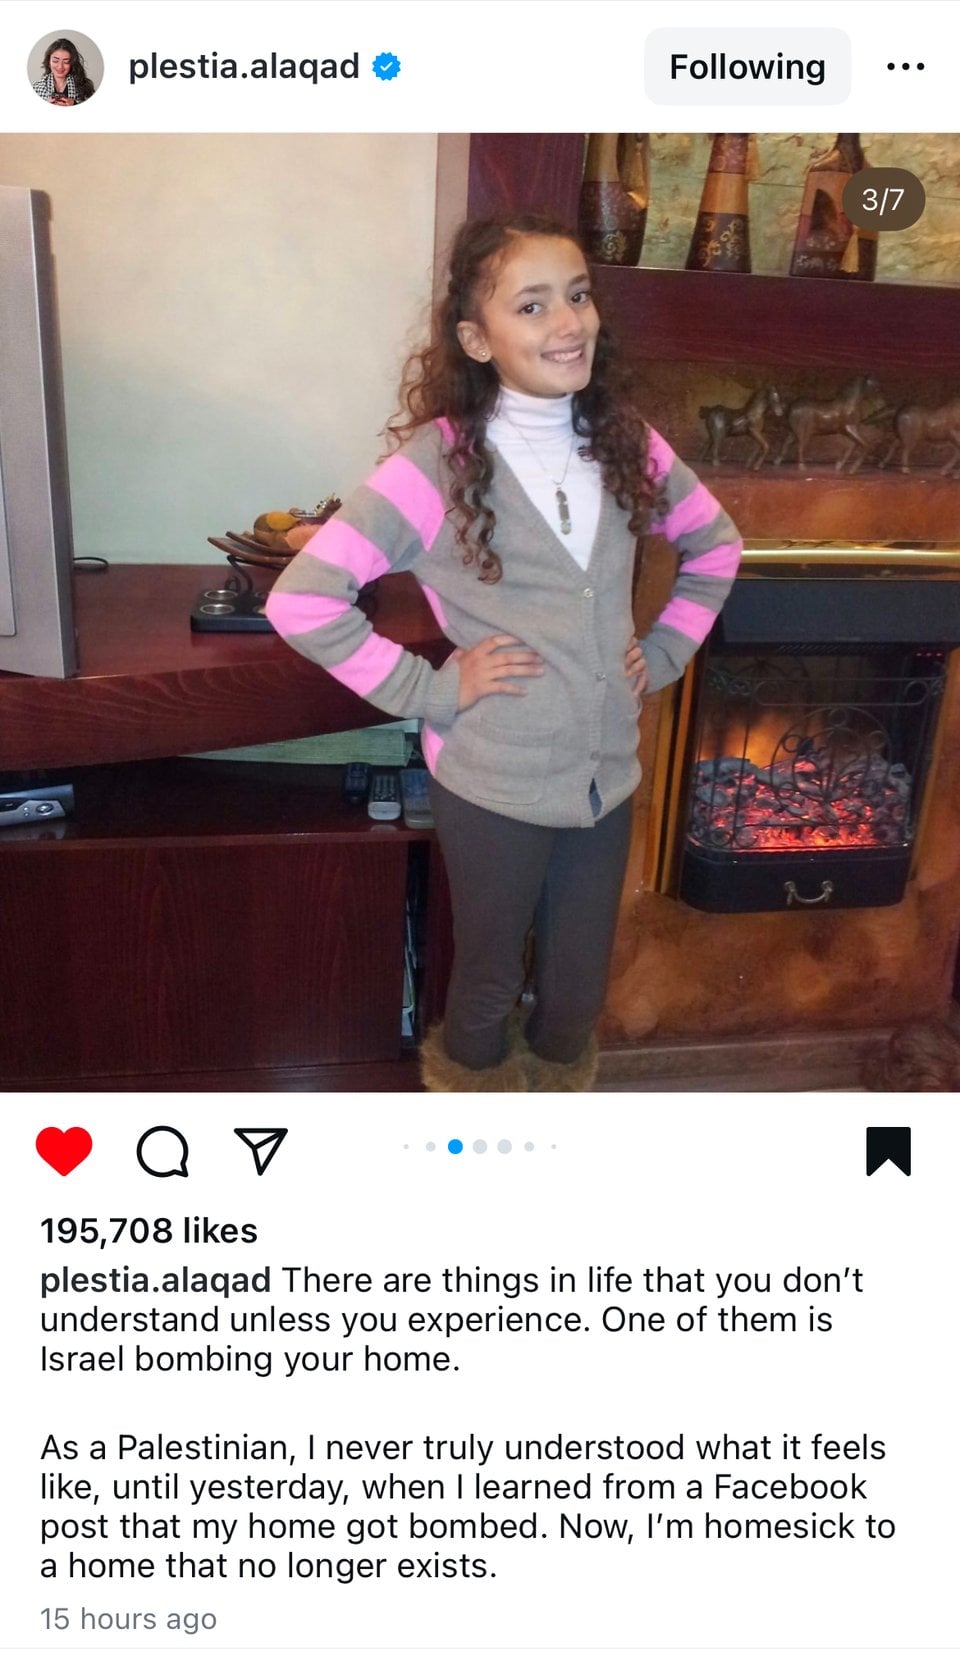 plestia.alaqad
Following
3/7
195,708 likes
plestia.alaqad There are things in life that you don’t
understand unless you experience. One of them is
Israel bombing your home.
As a Palestinian, I never truly understood what it feels
like, until yesterday, when I learned from a Facebook
post that my home got bombed. Now, I’m homesick to
a home that no longer exists.
15 hours ago